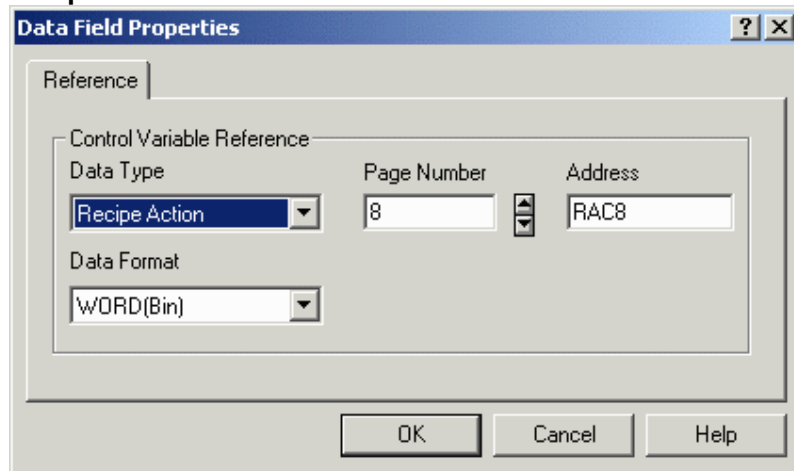 Data Field Properties ? X
Reference
Control Variable Reference
Data Type Page Number Address
Recipe Action 8 RAC8
Data Format
WORD(Bin)
OK Cancel Help